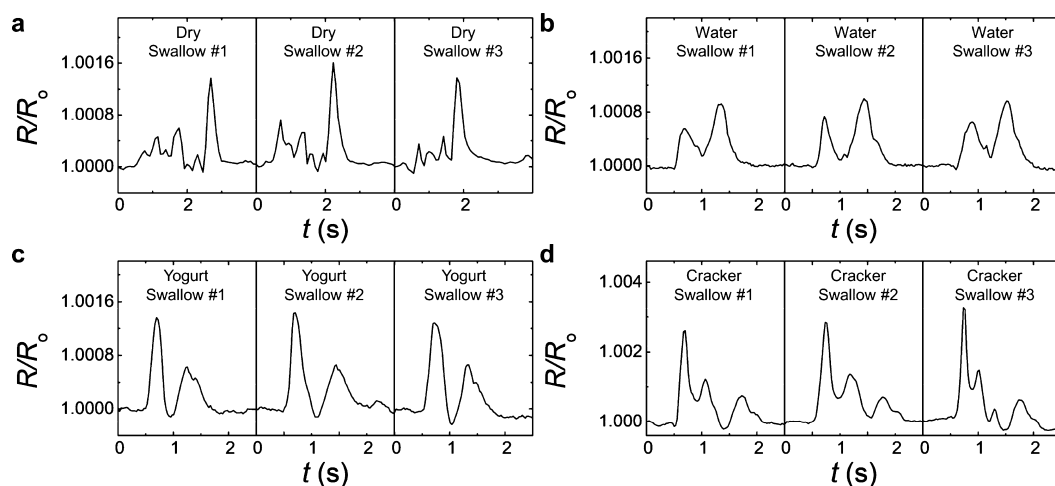 a
Dry
Swallow #1
Dry
Swallow #2
Dry
Swallow #3
1.0016
1.0008
1.0000
R/Ro
0 2 0 2 0 2
t (s)
b
Water
Swallow #1
Water
Swallow #2
Water
Swallow #3
1.0016
1.0008
1.0000
R/Ro
0 1 2 0 1 2 0 1 2
t (s)
c
Yogurt
Swallow #1
Yogurt
Swallow #2
Yogurt
Swallow #3
1.0016
1.0008
1.0000
R/Ro
0 1 2 0 1 2 0 1 2
t (s)
d
Cracker
Swallow #1
Cracker
Swallow #2
Cracker
Swallow #3
1.004
1.002
1.000
R/Ro
0 1 2 0 1 2 0 1 2
t (s)